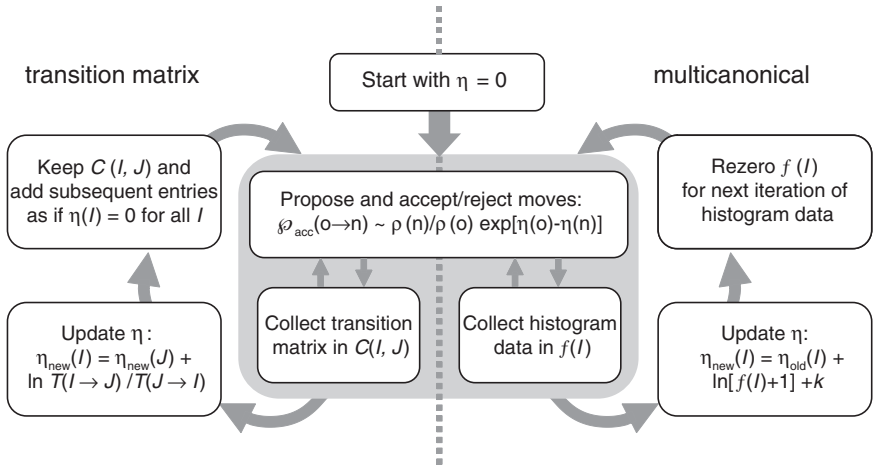 transition matrix
Start with η = 0
multicanonical
Keep C (I, J) and
add subsequent entries
as if η(I) = 0 for all I
Propose and accept/reject moves:
℘acc(o→n) ~ ρ (n)/ρ (o) exp[η(o)-η(n)]
Rezero f (I)
for next iteration of
histogram data
Update η :
ηnew(I) = ηnew(J) +
ln T(I → J) /T(J → I)
Collect transition
matrix in C(I, J)
Collect histogram
data in f(I)
Update η:
ηnew(I) = ηold(I) +
ln[ f(I)+1] +k